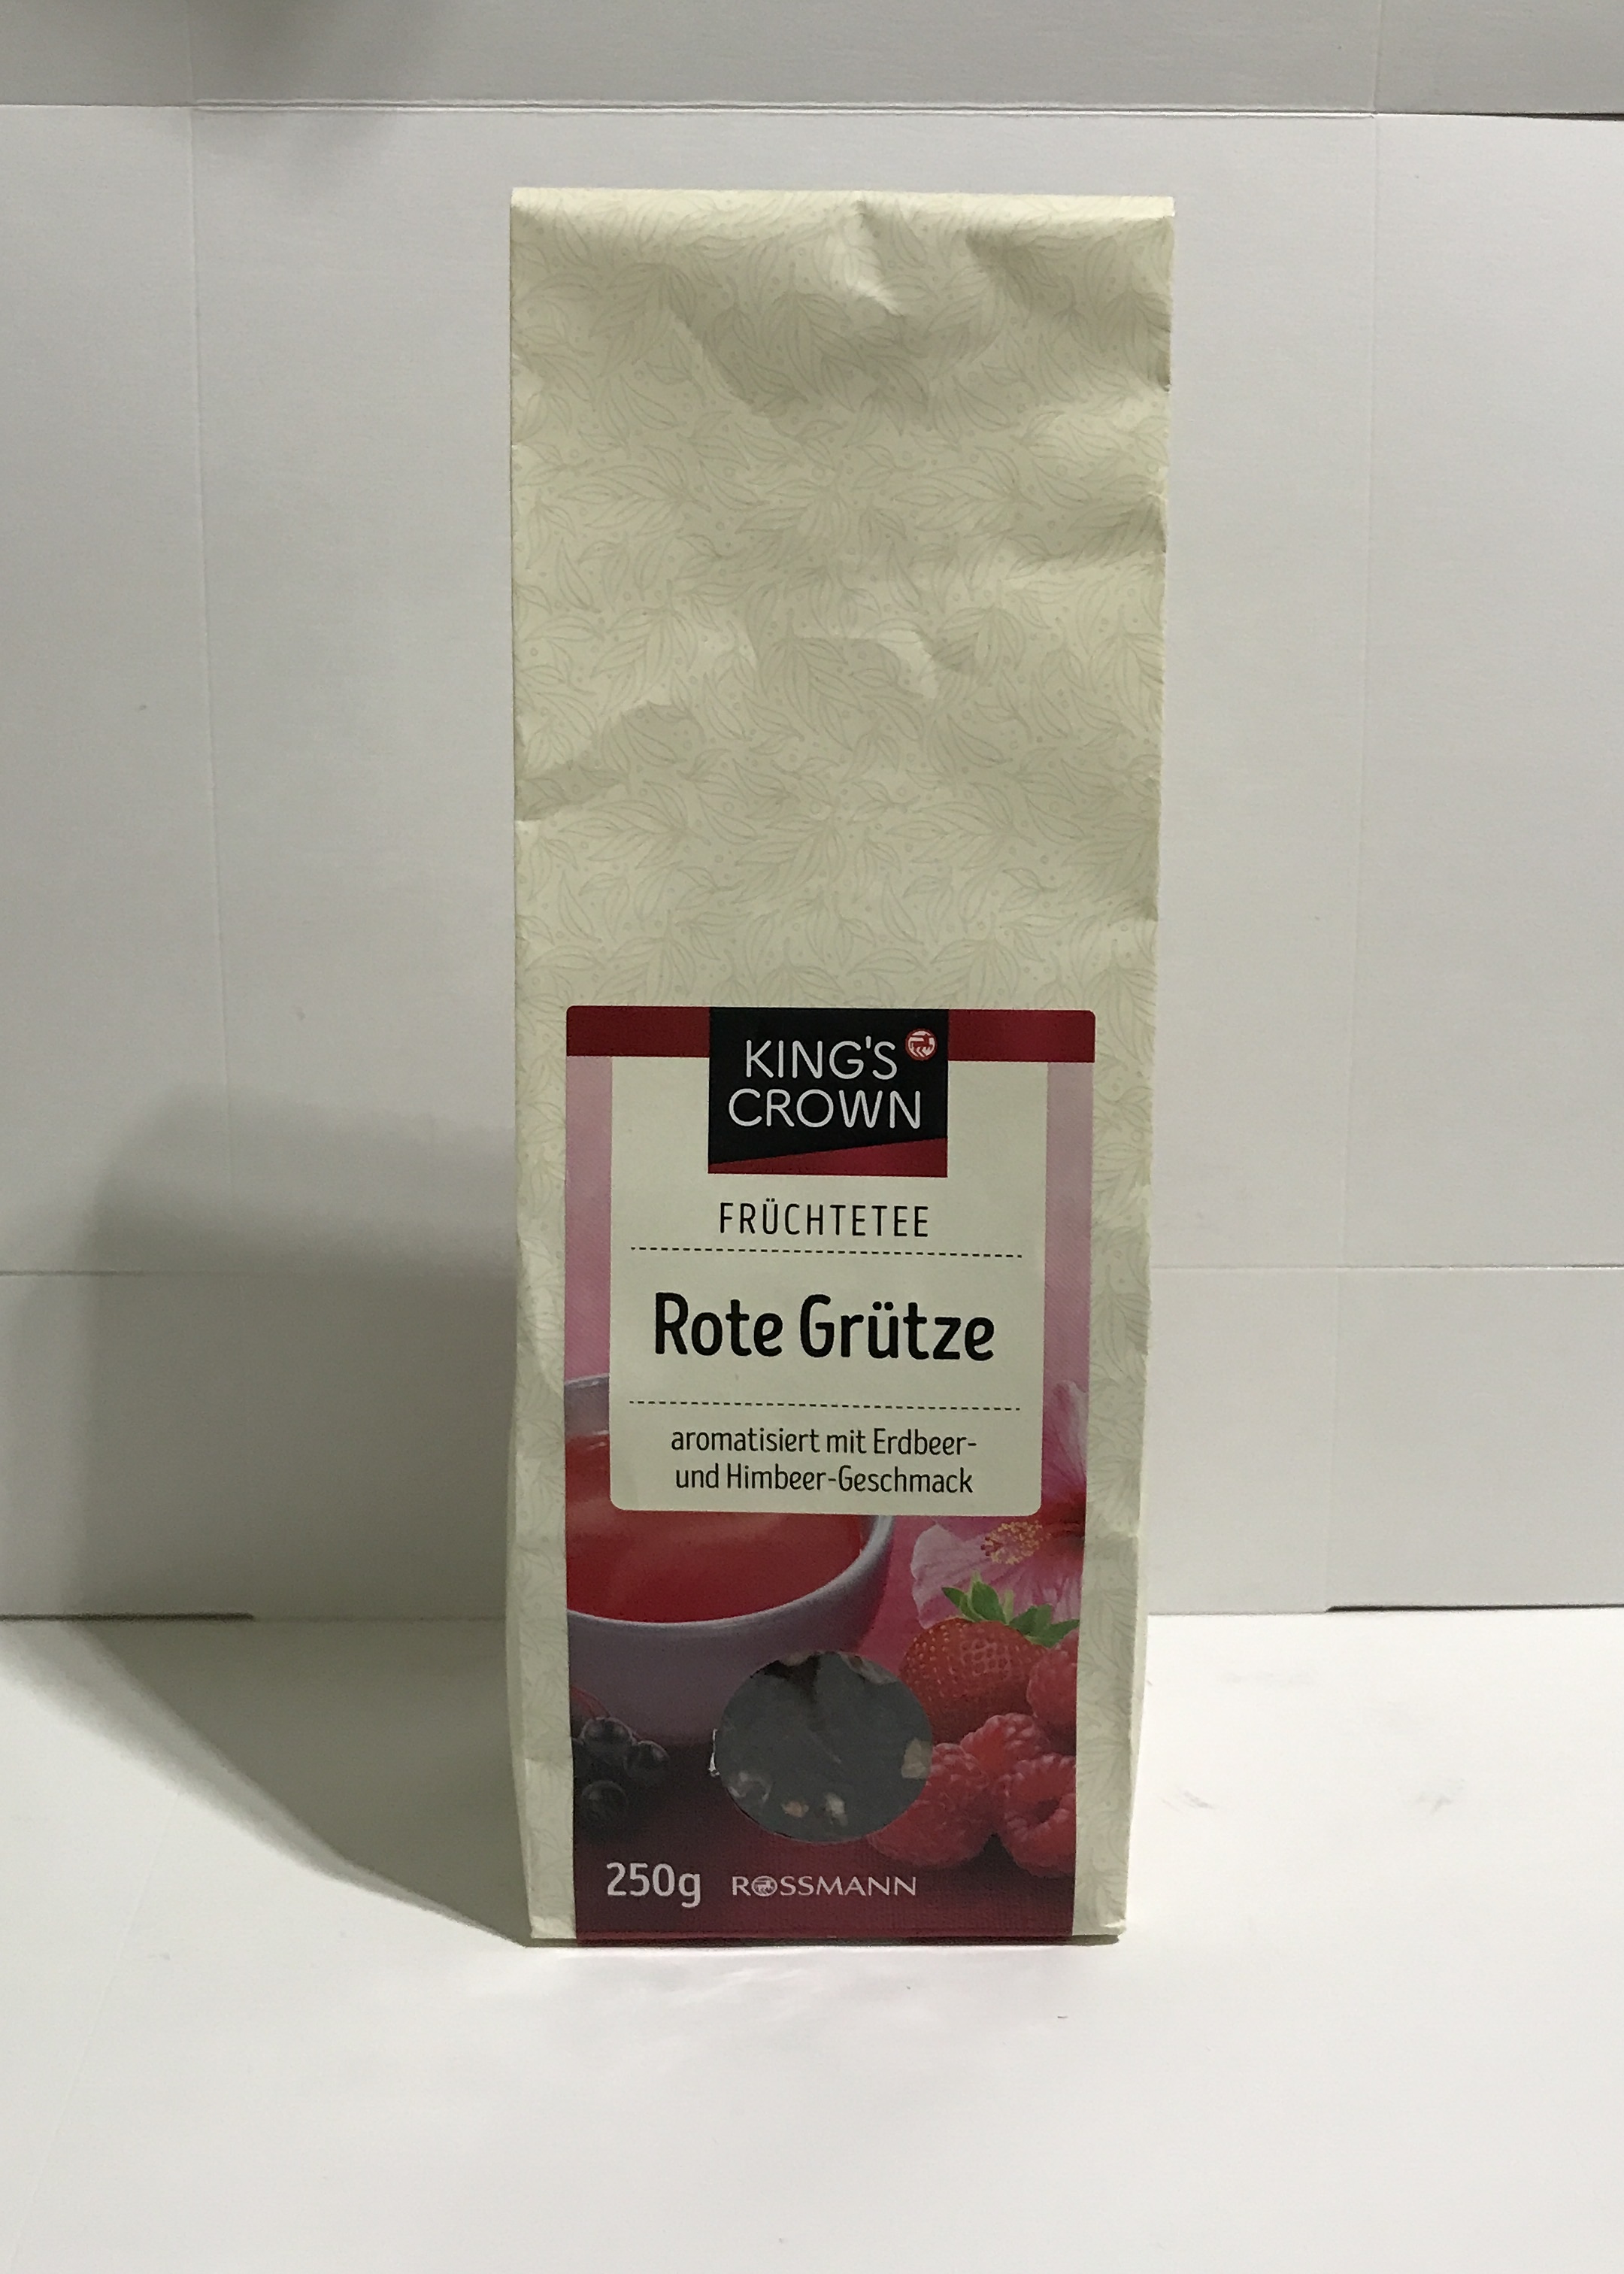 KING'S
CROWN
FRÜCHTETEE
Rote Grütze
aromatisiert mit Erdbeer-
und Himbeer-Geschmack
250g ROSSMANN